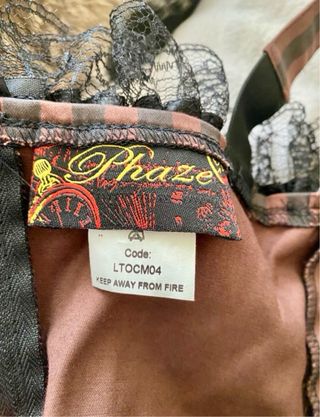 Phaze
Code:
LTOCM04
KEEP AWAY FROM FIRE